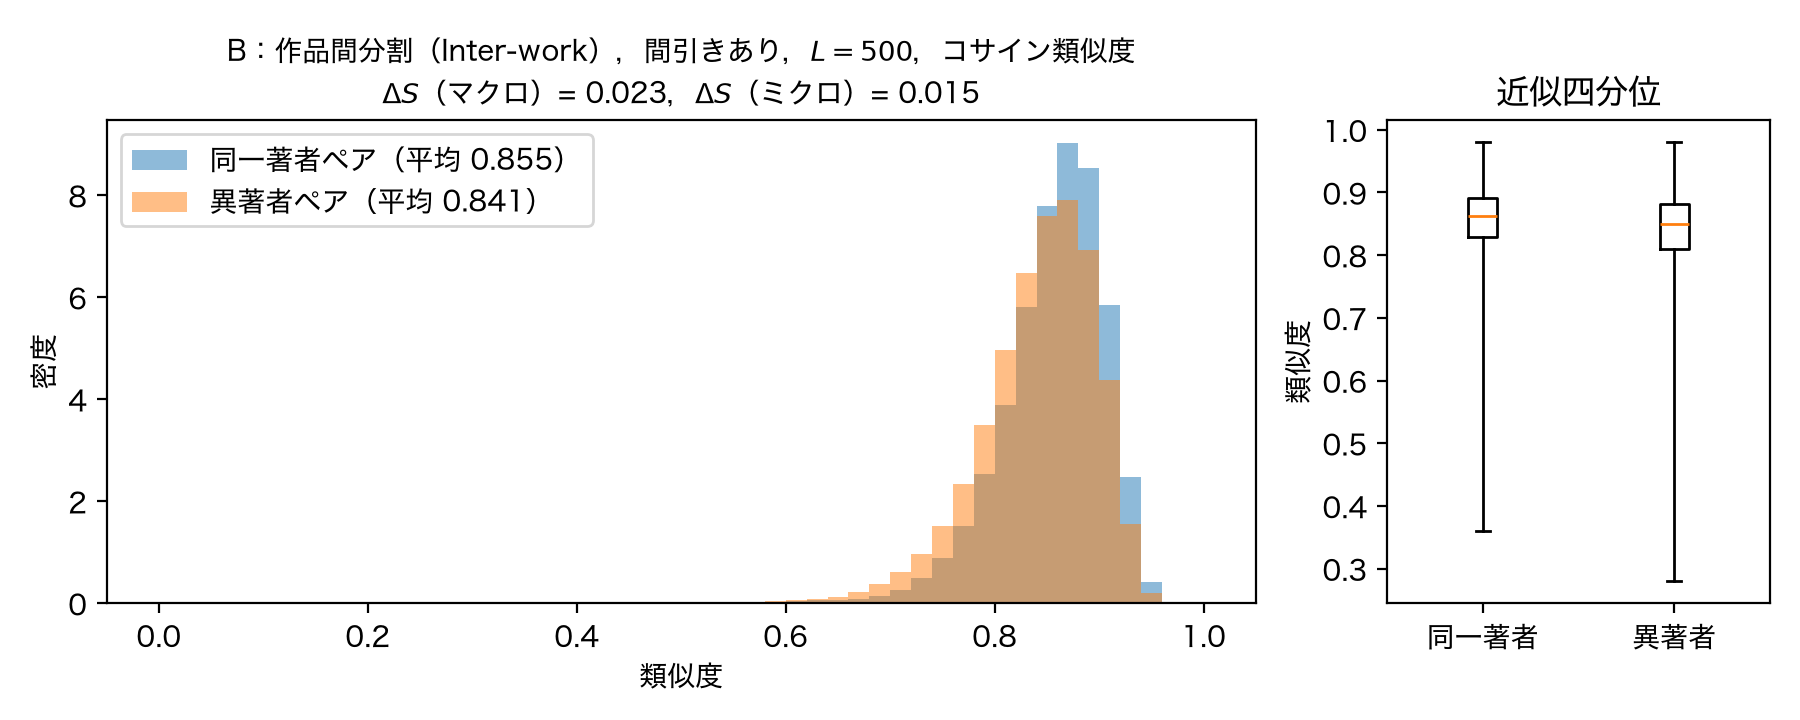 B：作品間分割（Inter-work），間引きあり，L = 500，コサイン類似度
ΔS（マクロ）= 0.023，ΔS（ミクロ）= 0.015
同一著者ペア（平均 0.855）
異著者ペア（平均 0.841）
密度
8
6
4
2
0
0.0 0.2 0.4 0.6 0.8 1.0
類似度
近似四分位
類似度
1.0
0.9
0.8
0.7
0.6
0.5
0.4
0.3
同一著者 異著者